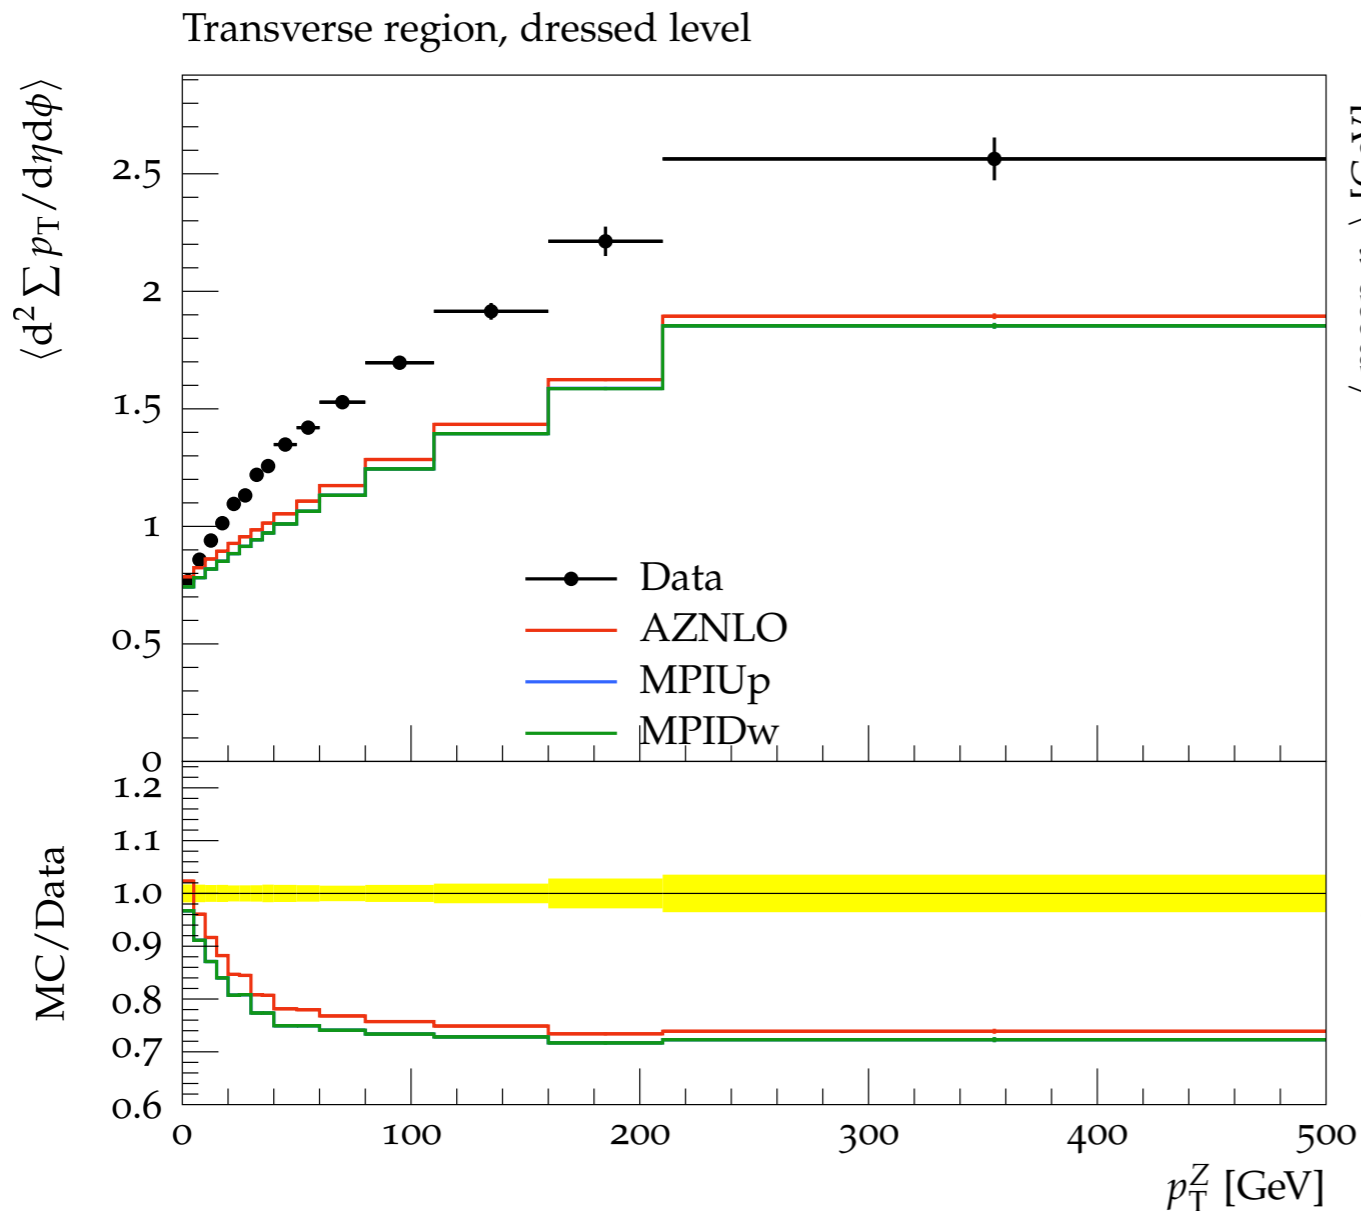 Transverse region, dressed level
⟨d² ∑ p_T/dηdϕ⟩
2.5
2
1.5
1
0.5
0
Data
AZNLO
MPIUp
MPIDw
MC/Data
1.2
1.1
1.0
0.9
0.8
0.7
0.6
0
100
200
300
400
500
p_T^Z [GeV]